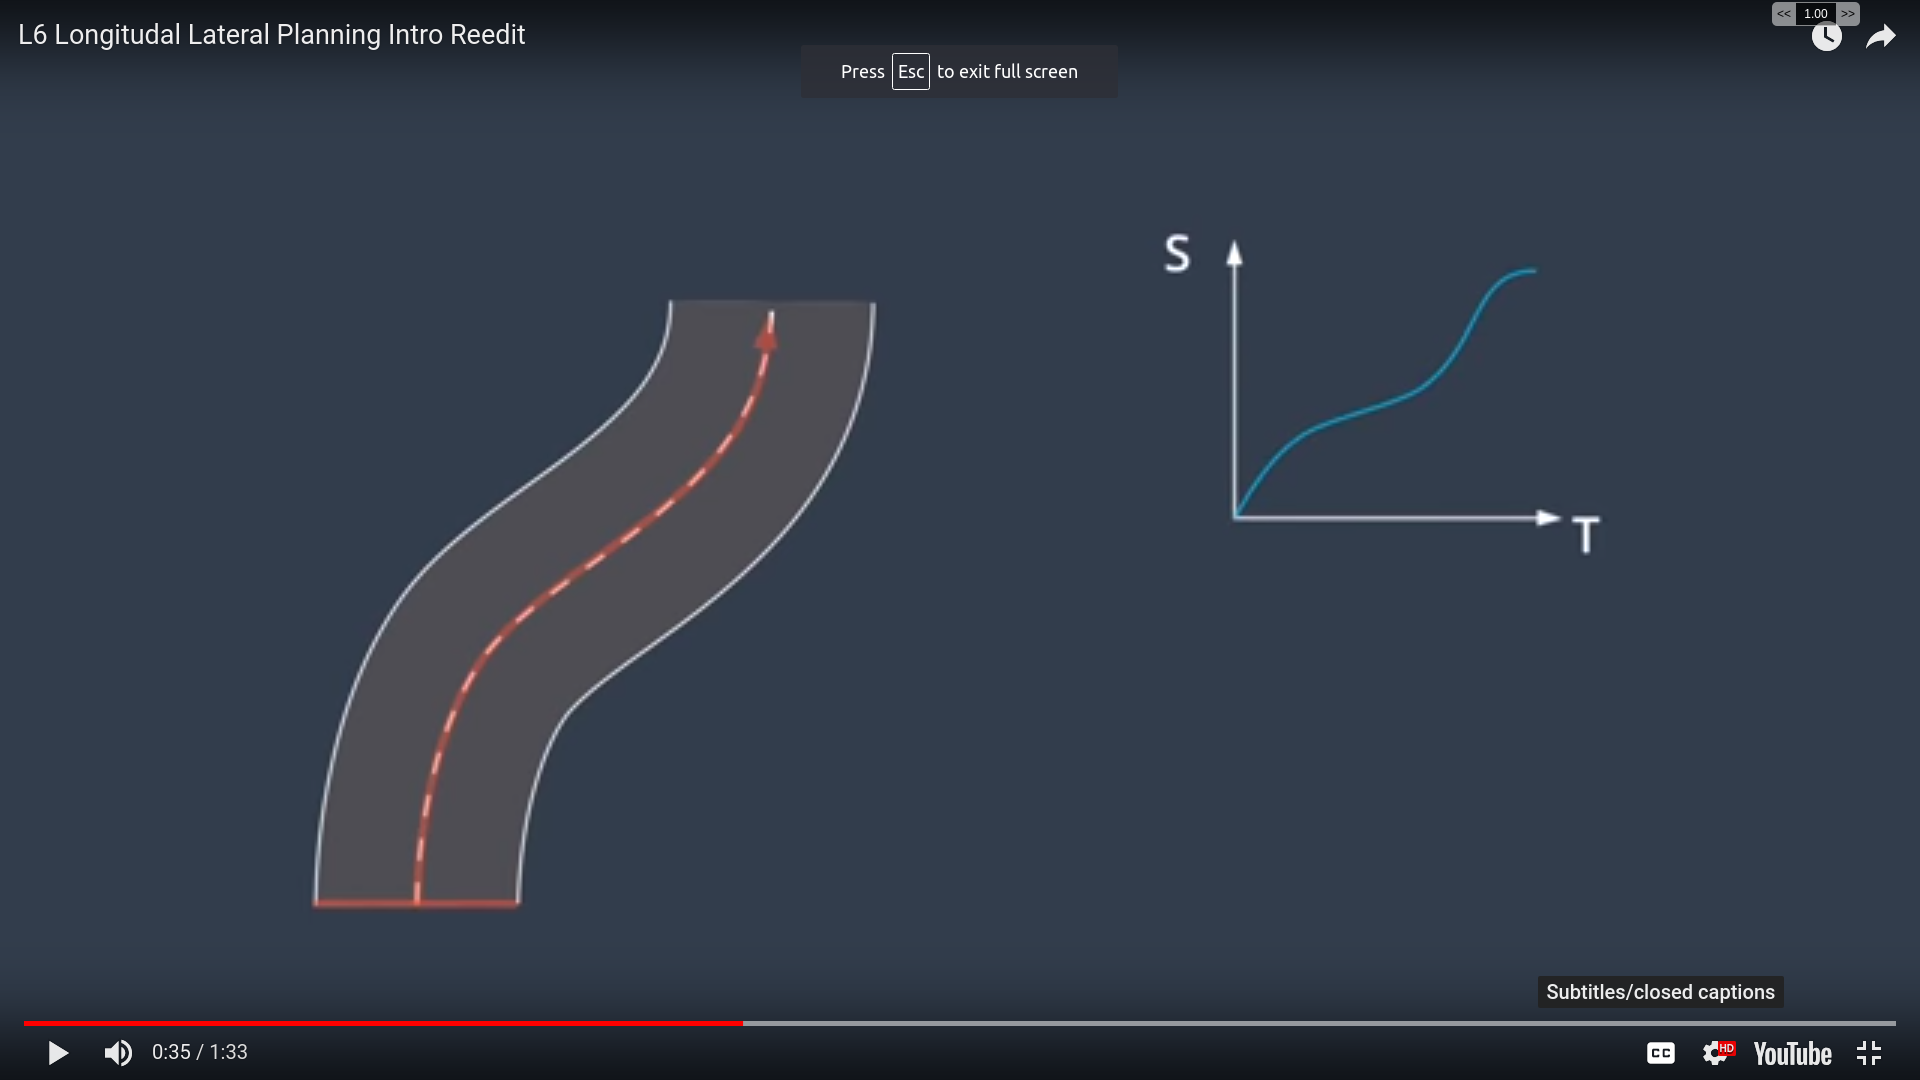 L6 Longitudal Lateral Planning Intro Reedit
<< 1.00 >>
Press Esc to exit full screen
S
T
Subtitles/closed captions
0:35 / 1:33
CC
HD
YouTube